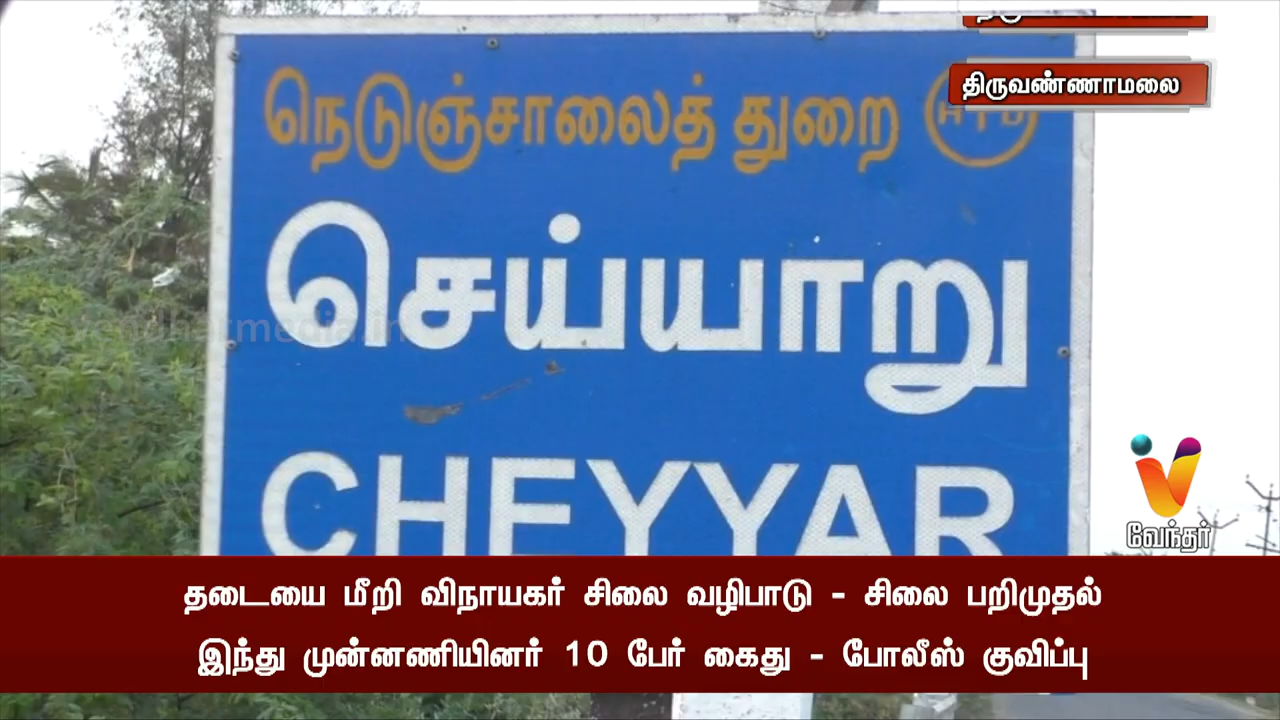 திருவண்ணாமலை
நெடுஞ்சாலைத் துறை
செய்யாறு
CHEYYAR
வேந்தர்
தடையை மீறி விநாயகர் சிலை வழிபாடு - சிலை பறிமுதல்
இந்து முன்னணியினர் 10 பேர் கைது - போலீஸ் குவிப்பு